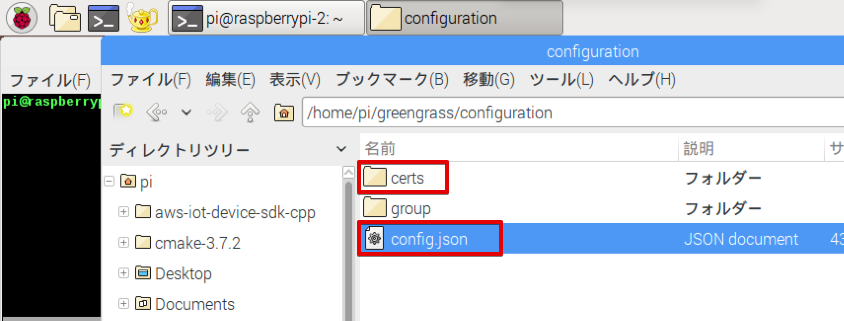 pi@raspberrypi-2: ~ configuration
configuration
ファイル(F)
ファイル(F) 編集(E) 表示(V) ブックマーク(B) 移動(G) ツール(L) ヘルプ(H)
pi@raspberryp
/home/pi/greengrass/configuration
ディレクトリツリー
名前 説明 サ
pi
certs フォルダー
aws-iot-device-sdk-cpp
group フォルダー
cmake-3.7.2
config.json JSON document 43
Desktop
Documents